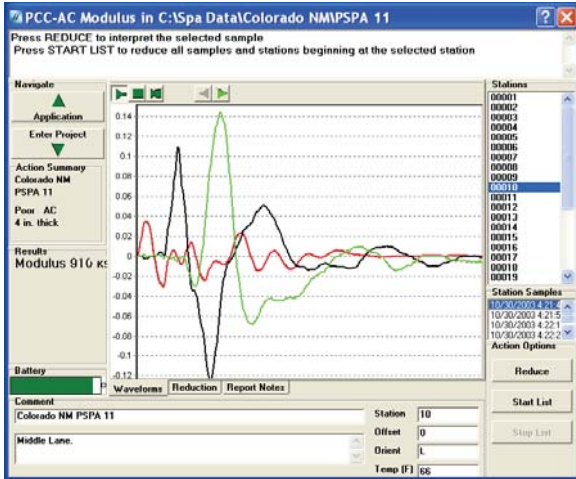 PCC-AC Modulus in C:\Spa Data\Colorado NM\PSPA 11
Press REDUCE to interpret the selected sample
Press START LIST to reduce all samples and stations beginning at the selected station
Navigate
Application
Enter Project
Action Summary
Colorado NM
PSPA 11
Poor AC
4 in. thick
Results
Modulus 910 KS
Battery
0.14
0.12
0.1
0.08
0.06
0.04
0.02
0
-0.02
-0.04
-0.06
-0.08
-0.1
-0.12
Waveforms
Reduction
Report Notes
Stations
00001
00002
00003
00004
00005
00006
00007
00008
00009
00010
00011
00012
00013
00014
00015
00016
00017
00018
00019
Station Samples
10/30/2003 4:21:4
10/30/2003 4:21:5
10/30/2003 4:22:1
10/30/2003 4:22:2
Action Options
Reduce
Start List
Stop List
Comment
Colorado NM PSPA 11
Middle Lane.
Station 10
Offset 0
Orient L
Temp (F) 66